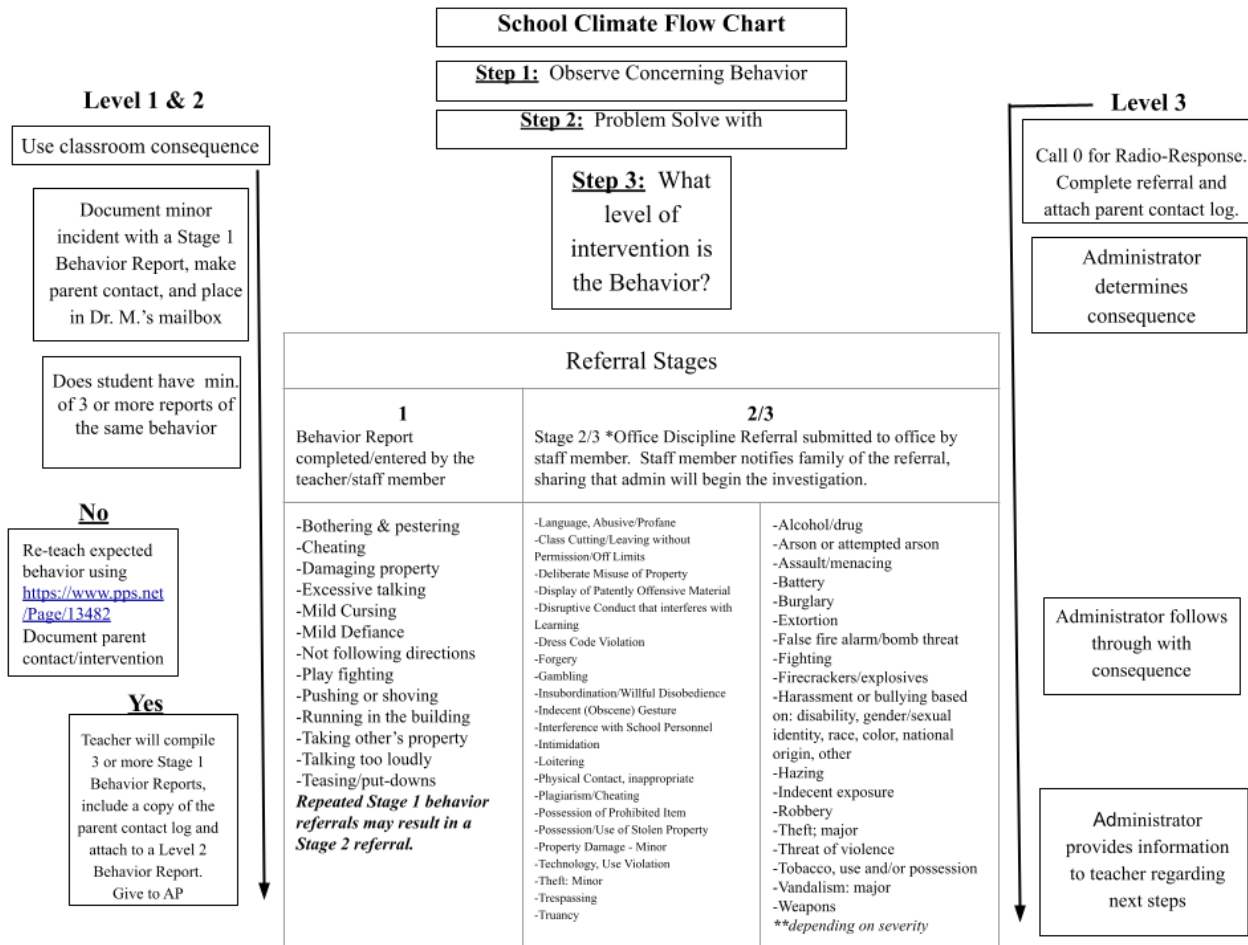 School Climate Flow Chart
Step 1: Observe Concerning Behavior
Step 2: Problem Solve with
Step 3: What
level of
intervention is
the Behavior?
Level 1 & 2
Use classroom consequence
Document minor
incident with a Stage 1
Behavior Report, make
parent contact, and place
in Dr. M.'s mailbox
Does student have min.
of 3 or more reports of
the same behavior
No
Re-teach expected
behavior using
https://www.pps.net
/Page/13482
Document parent
contact/intervention
Yes
Teacher will compile
3 or more Stage 1
Behavior Reports,
include a copy of the
parent contact log and
attach to a Level 2
Behavior Report.
Give to AP
Referral Stages
1
Behavior Report
completed/entered by the
teacher/staff member
2/3
Stage 2/3 *Office Discipline Referral submitted to office by
staff member. Staff member notifies family of the referral,
sharing that admin will begin the investigation.
-Bothering & pestering
-Cheating
-Damaging property
-Excessive talking
-Mild Cursing
-Mild Defiance
-Not following directions
-Play fighting
-Pushing or shoving
-Running in the building
-Taking other's property
-Talking too loudly
-Teasing/put-downs
Repeated Stage 1 behavior
referrals may result in a
Stage 2 referral.
-Language, Abusive/Profane
-Class Cutting/Leaving without
Permission/Off Limits
-Deliberate Misuse of Property
-Display of Patently Offensive Material
-Disruptive Conduct that interferes with
Learning
-Dress Code Violation
-Forgery
-Gambling
-Insubordination/Willful Disobedience
-Indecent (Obscene) Gesture
-Interference with School Personnel
-Intimidation
-Loitering
-Physical Contact, inappropriate
-Plagiarism/Cheating
-Possession of Prohibited Item
-Possession/Use of Stolen Property
-Property Damage - Minor
-Technology, Use Violation
-Theft: Minor
-Trespassing
-Truancy
-Alcohol/drug
-Arson or attempted arson
-Assault/menacing
-Battery
-Burglary
-Extortion
-False fire alarm/bomb threat
-Fighting
-Firecrackers/explosives
-Harassment or bullying based
on: disability, gender/sexual
identity, race, color, national
origin, other
-Hazing
-Indecent exposure
-Robbery
-Theft; major
-Threat of violence
-Tobacco, use and/or possession
-Vandalism: major
-Weapons
**depending on severity
Level 3
Call 0 for Radio-Response.
Complete referral and
attach parent contact log.
Administrator
determines
consequence
Administrator follows
through with
consequence
Administrator
provides information
to teacher regarding
next steps